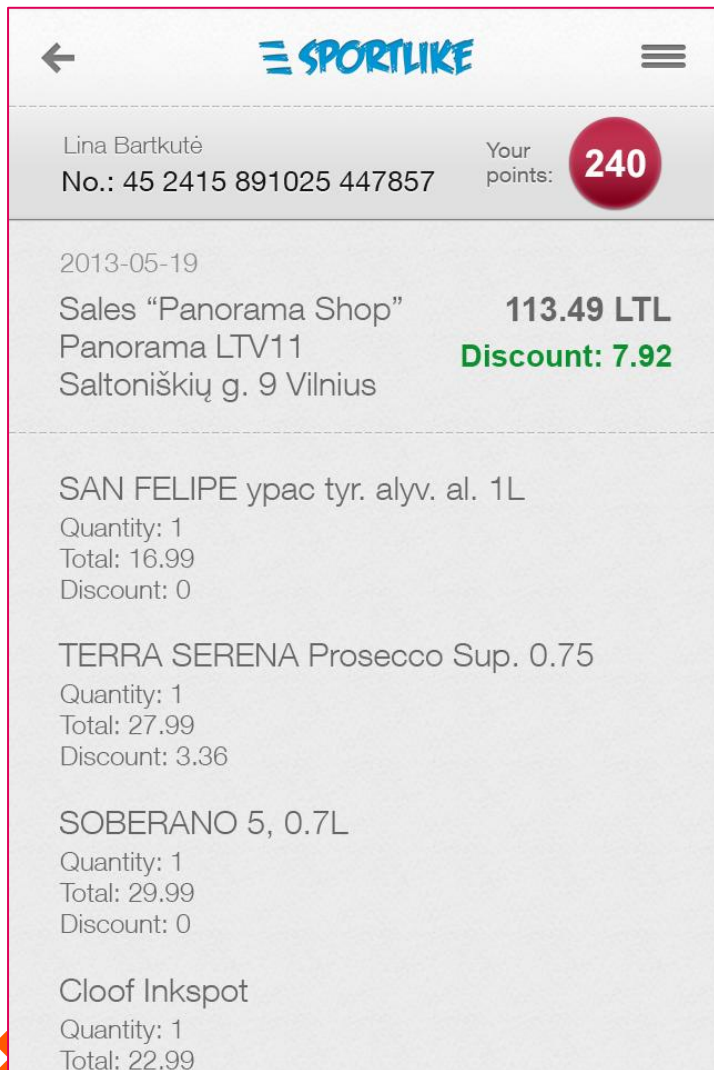 SPORTLIKE
Lina Bartkutė
No.: 45 2415 891025 447857
Your
points:
240
2013-05-19
Sales “Panorama Shop”
Panorama LTV11
Saltoniškių g. 9 Vilnius
113.49 LTL
Discount: 7.92
SAN FELIPE ypac tyr. alyv. al. 1L
Quantity: 1
Total: 16.99
Discount: 0
TERRA SERENA Prosecco Sup. 0.75
Quantity: 1
Total: 27.99
Discount: 3.36
SOBERANO 5, 0.7L
Quantity: 1
Total: 29.99
Discount: 0
Cloof Inkspot
Quantity: 1
Total: 22.99